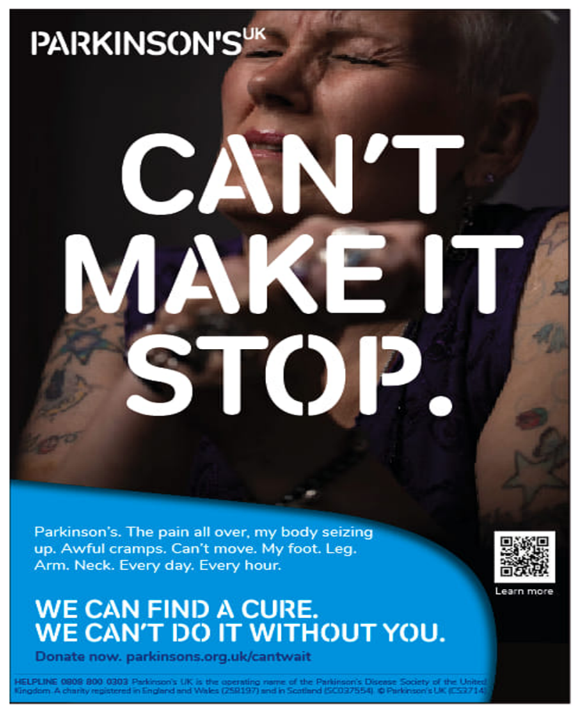 PARKINSON'S UK
CAN'T
MAKE IT
STOP.
Parkinson's. The pain all over, my body seizing
up. Awful cramps. Can't move. My foot. Leg.
Arm. Neck. Every day. Every hour.
Learn more
WE CAN FIND A CURE.
WE CAN'T DO IT WITHOUT YOU.
Donate now. parkinsons.org.uk/cantwait
HELPLINE 0808 800 0303 Parkinson's UK is the operating name of the Parkinson's Disease Society of the United
Kingdom. A charity registered in England and Wales (258197) and in Scotland (SC037554). © Parkinson's UK (CS3714)